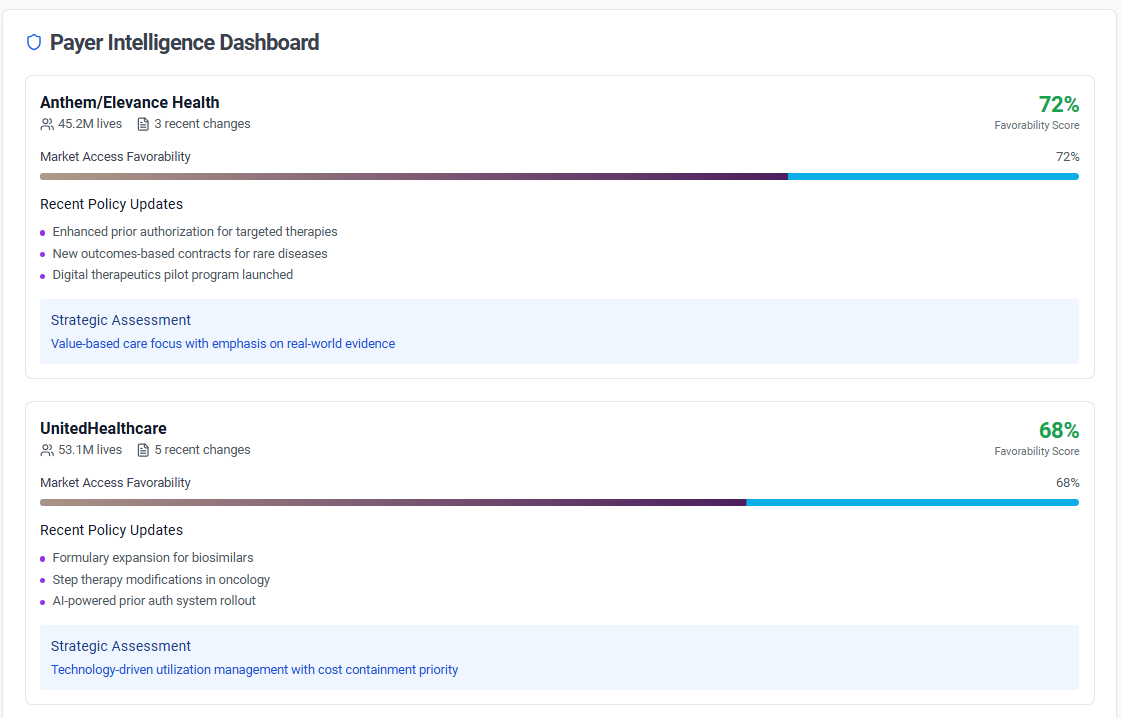 Payer Intelligence Dashboard
Anthem/Elevance Health
72%
45.2M lives 3 recent changes
Favorability Score
Market Access Favorability
72%
Recent Policy Updates
Enhanced prior authorization for targeted therapies
New outcomes-based contracts for rare diseases
Digital therapeutics pilot program launched
Strategic Assessment
Value-based care focus with emphasis on real-world evidence
UnitedHealthcare
68%
53.1M lives 5 recent changes
Favorability Score
Market Access Favorability
68%
Recent Policy Updates
Formulary expansion for biosimilars
Step therapy modifications in oncology
AI-powered prior auth system rollout
Strategic Assessment
Technology-driven utilization management with cost containment priority